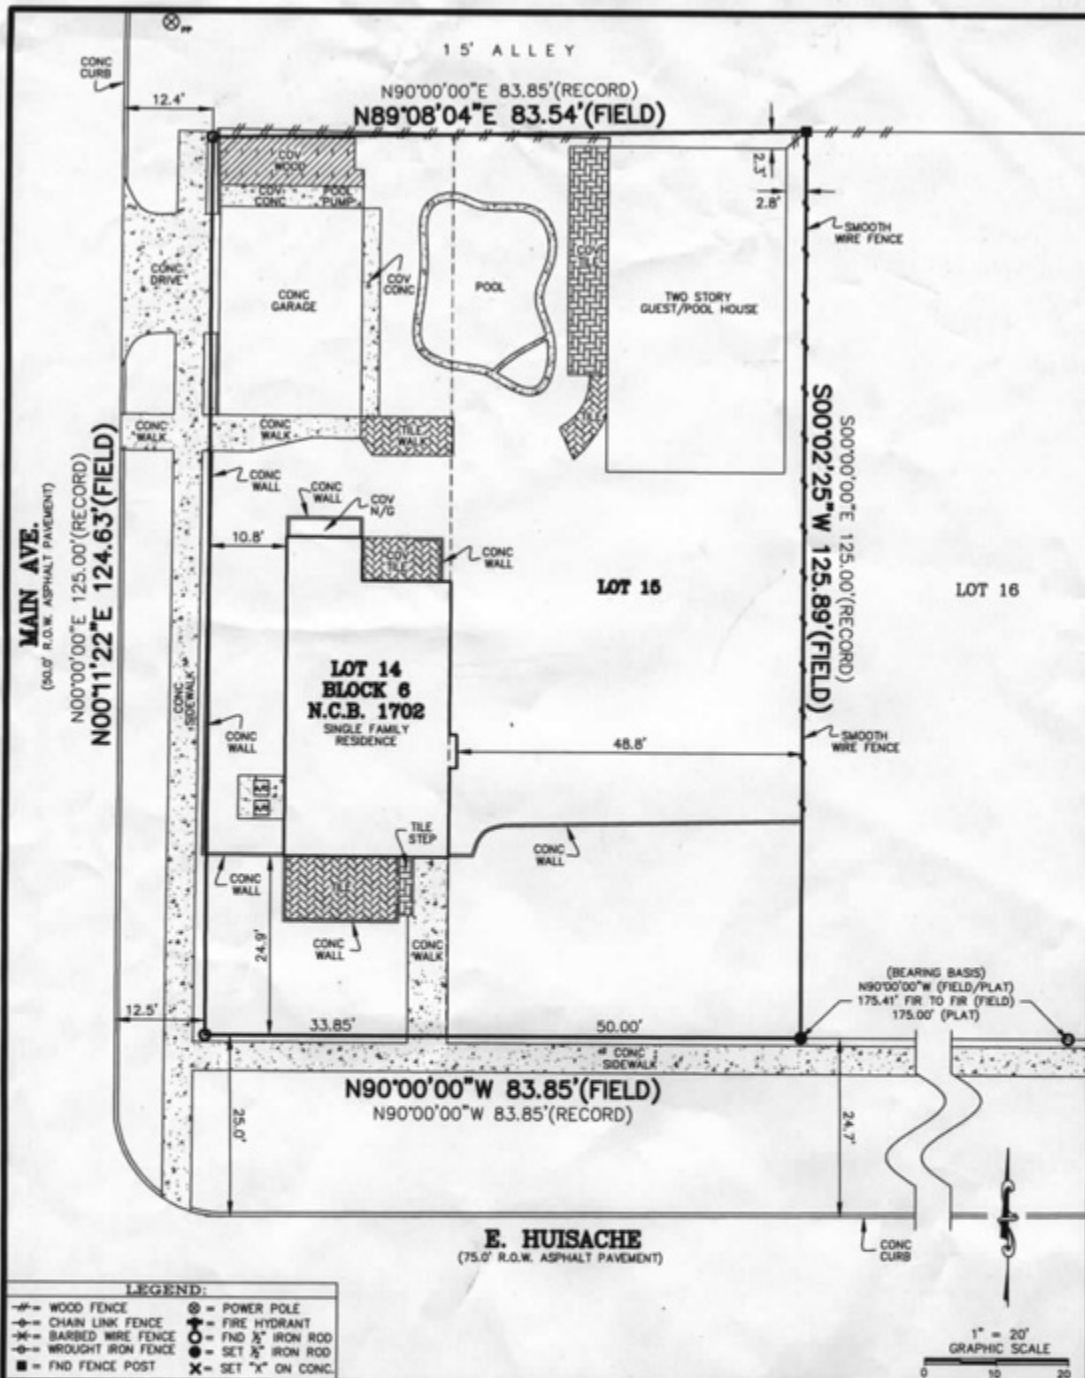 PP
15' ALLEY
CONC
CURB
N90°00'00"E 83.85'(RECORD)
N89°08'04"E 83.54'(FIELD)
12.4'
COV
WOOD
COV
CONC
POOL
PUMP
2.3'
2.8'
SMOOTH
WIRE FENCE
CONC
DRIVE
CONC
GARAGE
COV
CONC
POOL
COV
TILE
TWO STORY
GUEST/POOL HOUSE
CONC
WALK
CONC
WALK
TILE
WALK
TILE
CONC
WALL
CONC
WALL
COV
N/G
10.8'
COV
TILE
CONC
WALL
LOT 15
LOT 16
MAIN AVE.
(50.0' R.O.W. ASPHALT PAVEMENT)
N00°00'00"E 125.00'(RECORD)
N00°11'22"E 124.63'(FIELD)
S00°00'00"E 125.00'(RECORD)
S00°02'25"W 125.89'(FIELD)
CONC
SIDEWALK
LOT 14
BLOCK 6
N.C.B. 1702
SINGLE FAMILY
RESIDENCE
CONC
WALL
48.8'
SMOOTH
WIRE FENCE
TILE
STEP
CONC
WALL
CONC
WALL
TILE
CONC
WALL
CONC
WALK
24.9'
12.5'
33.85'
50.00'
(BEARING BASIS)
N90°00'00"W (FIELD/PLAT)
175.41' FIR TO FIR (FIELD)
175.00' (PLAT)
CONC
SIDEWALK
N90°00'00"W 83.85'(FIELD)
N90°00'00"W 83.85'(RECORD)
25.0'
24.7'
E. HUISACHE
(75.0' R.O.W. ASPHALT PAVEMENT)
CONC
CURB
LEGEND:
= WOOD FENCE
= CHAIN LINK FENCE
= BARBED WIRE FENCE
= WROUGHT IRON FENCE
= FND FENCE POST
= POWER POLE
= FIRE HYDRANT
= FND ½" IRON ROD
= SET ½" IRON ROD
= SET "X" ON CONC.
1" = 20'
GRAPHIC SCALE
0 10 20